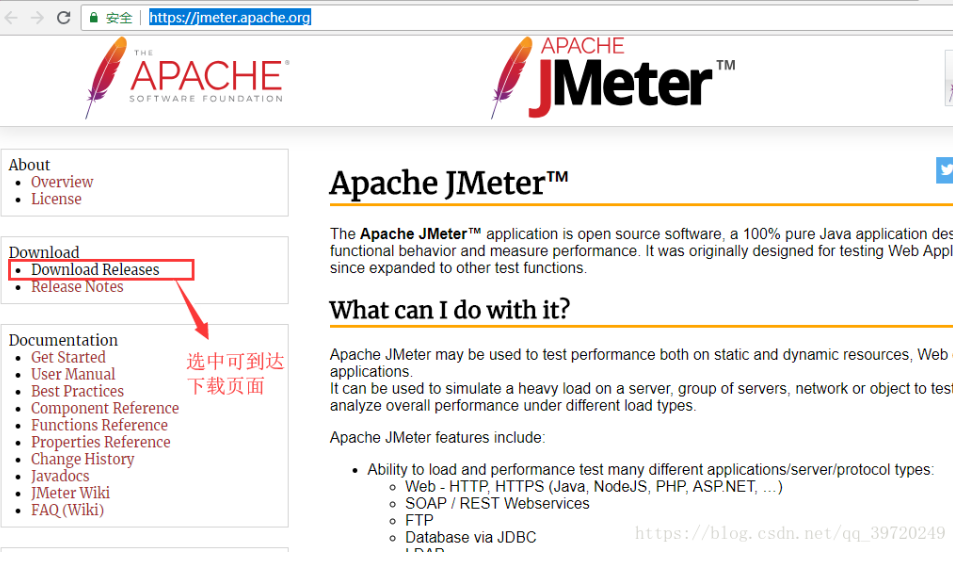 安全 https://jmeter.apache.org
THE
APACHE®
SOFTWARE FOUNDATION
APACHE
JMeter™
About
Overview
License
Download
Download Releases
Release Notes
选中可到达
下载页面
Documentation
Get Started
User Manual
Best Practices
Component Reference
Functions Reference
Properties Reference
Change History
Javadocs
JMeter Wiki
FAQ (Wiki)
Apache JMeter™
The Apache JMeter™ application is open source software, a 100% pure Java application des
functional behavior and measure performance. It was originally designed for testing Web Appl
since expanded to other test functions.
What can I do with it?
Apache JMeter may be used to test performance both on static and dynamic resources, Web
applications.
It can be used to simulate a heavy load on a server, group of servers, network or object to test
analyze overall performance under different load types.
Apache JMeter features include:
Ability to load and performance test many different applications/server/protocol types:
Web - HTTP, HTTPS (Java, NodeJS, PHP, ASP.NET, …)
SOAP / REST Webservices
FTP
Database via JDBC
LDAP
https://blog.csdn.net/qq_39720249